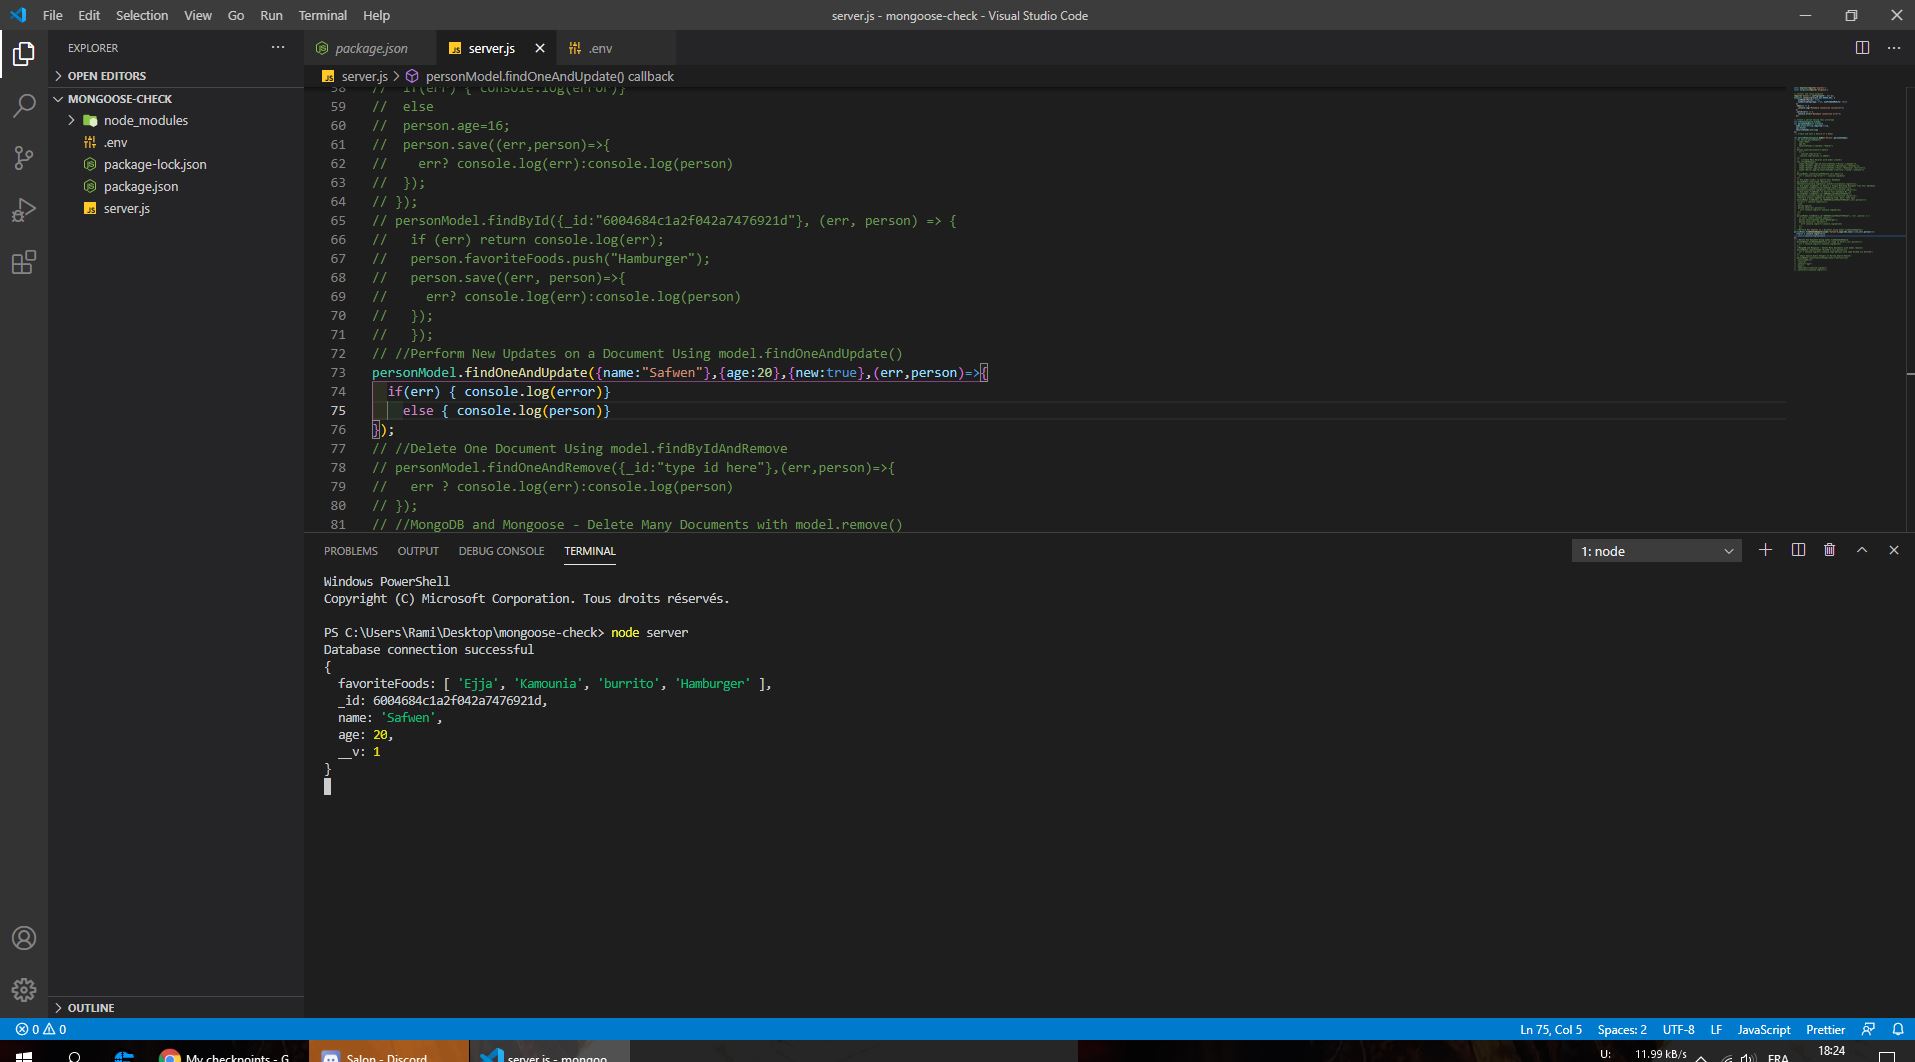 File Edit Selection View Go Run Terminal Help
server.js - mongoose-check - Visual Studio Code
EXPLORER
OPEN EDITORS
MONGOOSE-CHECK
node_modules
.env
package-lock.json
package.json
server.js
OUTLINE
package.json
server.js
.env
server.js > personModel.findOneAndUpdate() callback
58 // if(err) { console.log(error)}
59 // else
60 // person.age=16;
61 // person.save((err,person)=>{
62 // err? console.log(err):console.log(person)
63 // });
64 // });
65 // personModel.findById({_id:"6004684c1a2f042a7476921d"}, (err, person) => {
66 // if (err) return console.log(err);
67 // person.favoriteFoods.push("Hamburger");
68 // person.save((err, person)=>{
69 // err? console.log(err):console.log(person)
70 // });
71 // });
72 // //Perform New Updates on a Document Using model.findOneAndUpdate()
73 personModel.findOneAndUpdate({name:"Safwen"},{age:20},{new:true},(err,person)=>{
74 if(err) { console.log(error)}
75 else { console.log(person)}
76 });
77 // //Delete One Document Using model.findByIdAndRemove
78 // personModel.findOneAndRemove({_id:"type id here"},(err,person)=>{
79 // err ? console.log(err):console.log(person)
80 // });
81 // //MongoDB and Mongoose - Delete Many Documents with model.remove()
PROBLEMS OUTPUT DEBUG CONSOLE TERMINAL
1: node
Windows PowerShell
Copyright (C) Microsoft Corporation. Tous droits réservés.
PS C:\Users\Rami\Desktop\mongoose-check> node server
Database connection successful
{
favoriteFoods: [ 'Ejja', 'Kamounia', 'burrito', 'Hamburger' ],
_id: 6004684c1a2f042a7476921d,
name: 'Safwen',
age: 20,
__v: 1
}
0 0
Ln 75, Col 5 Spaces: 2 UTF-8 LF JavaScript Prettier
My checkpoints - G
Salon - Discord
server.js - mongoo
U: 11.99 kB/s
FRA
18:24